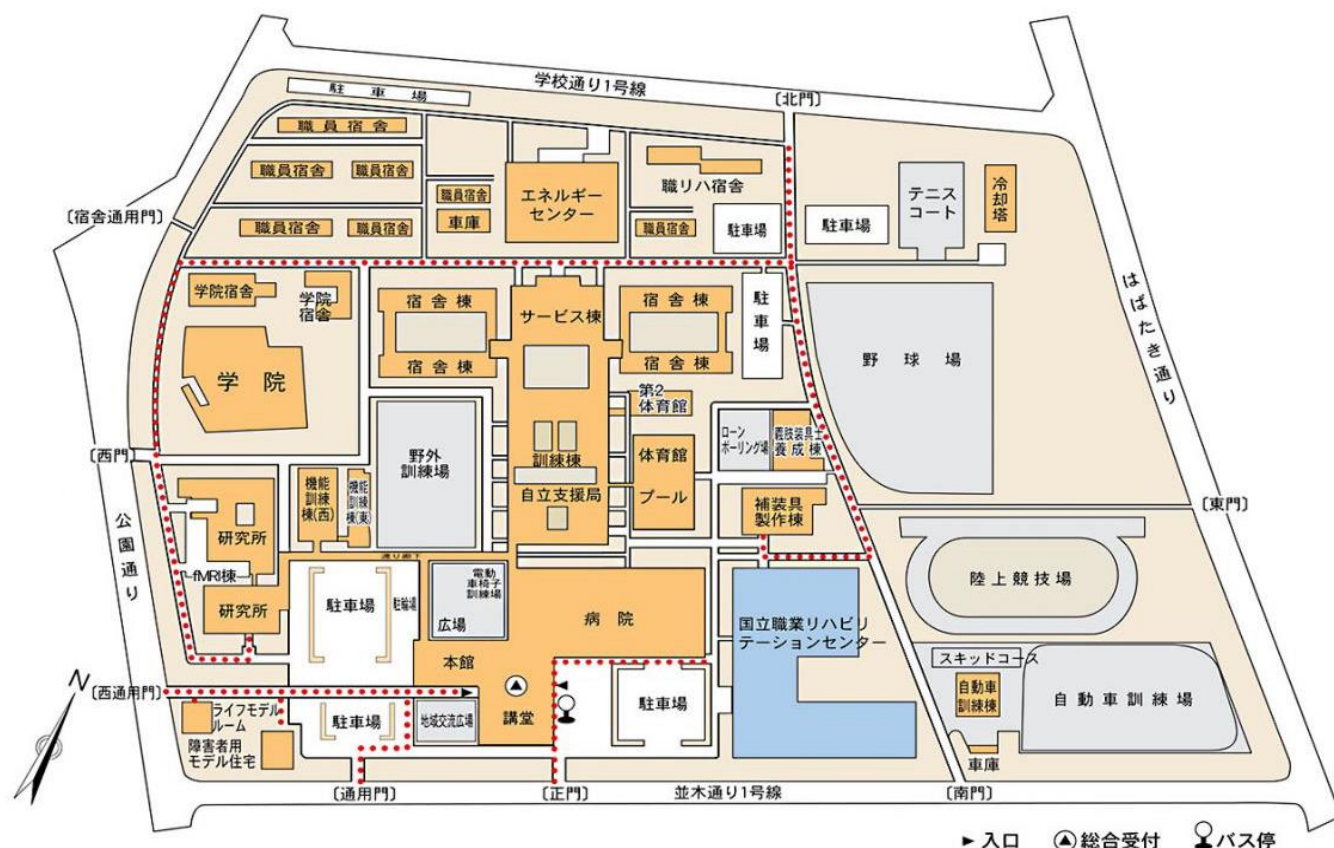 学校通り1号線
〔北門〕
駐車場
職員宿舎
職員宿舎
職員宿舎
職員宿舎
車庫
エネルギー
センター
職リハ宿舎
テニス
コート
冷却塔
〔宿舎通用門〕
職員宿舎
職員宿舎
職員宿舎
駐車場
駐車場
学院宿舎
学院
宿舎
宿舎棟
宿舎棟
サービス棟
宿舎棟
宿舎棟
駐車場
野球場
はばたき通り
学院
第2
体育館
野外
訓練場
訓練棟
自立支援局
体育館
プール
ローン
ボーリング場
義肢装具士
養成棟
〔西門〕
機能
訓練
棟(西)
機能
訓練
棟(東)
補装具
製作棟
〔東門〕
公園通り
研究所
fMRI棟
研究所
駐車場
駐輪場
電動
車椅子
訓練場
広場
病院
国立職業リハビリ
テーションセンター
陸上競技場
本館
スキッドコース
自動車
訓練棟
自動車訓練場
N
〔西通用門〕
ライフモデル
ルーム
障害者用
モデル住宅
駐車場
地域交流広場
講堂
駐車場
車庫
〔通用門〕
〔正門〕
並木通り1号線
〔南門〕
入口
総合受付
バス停